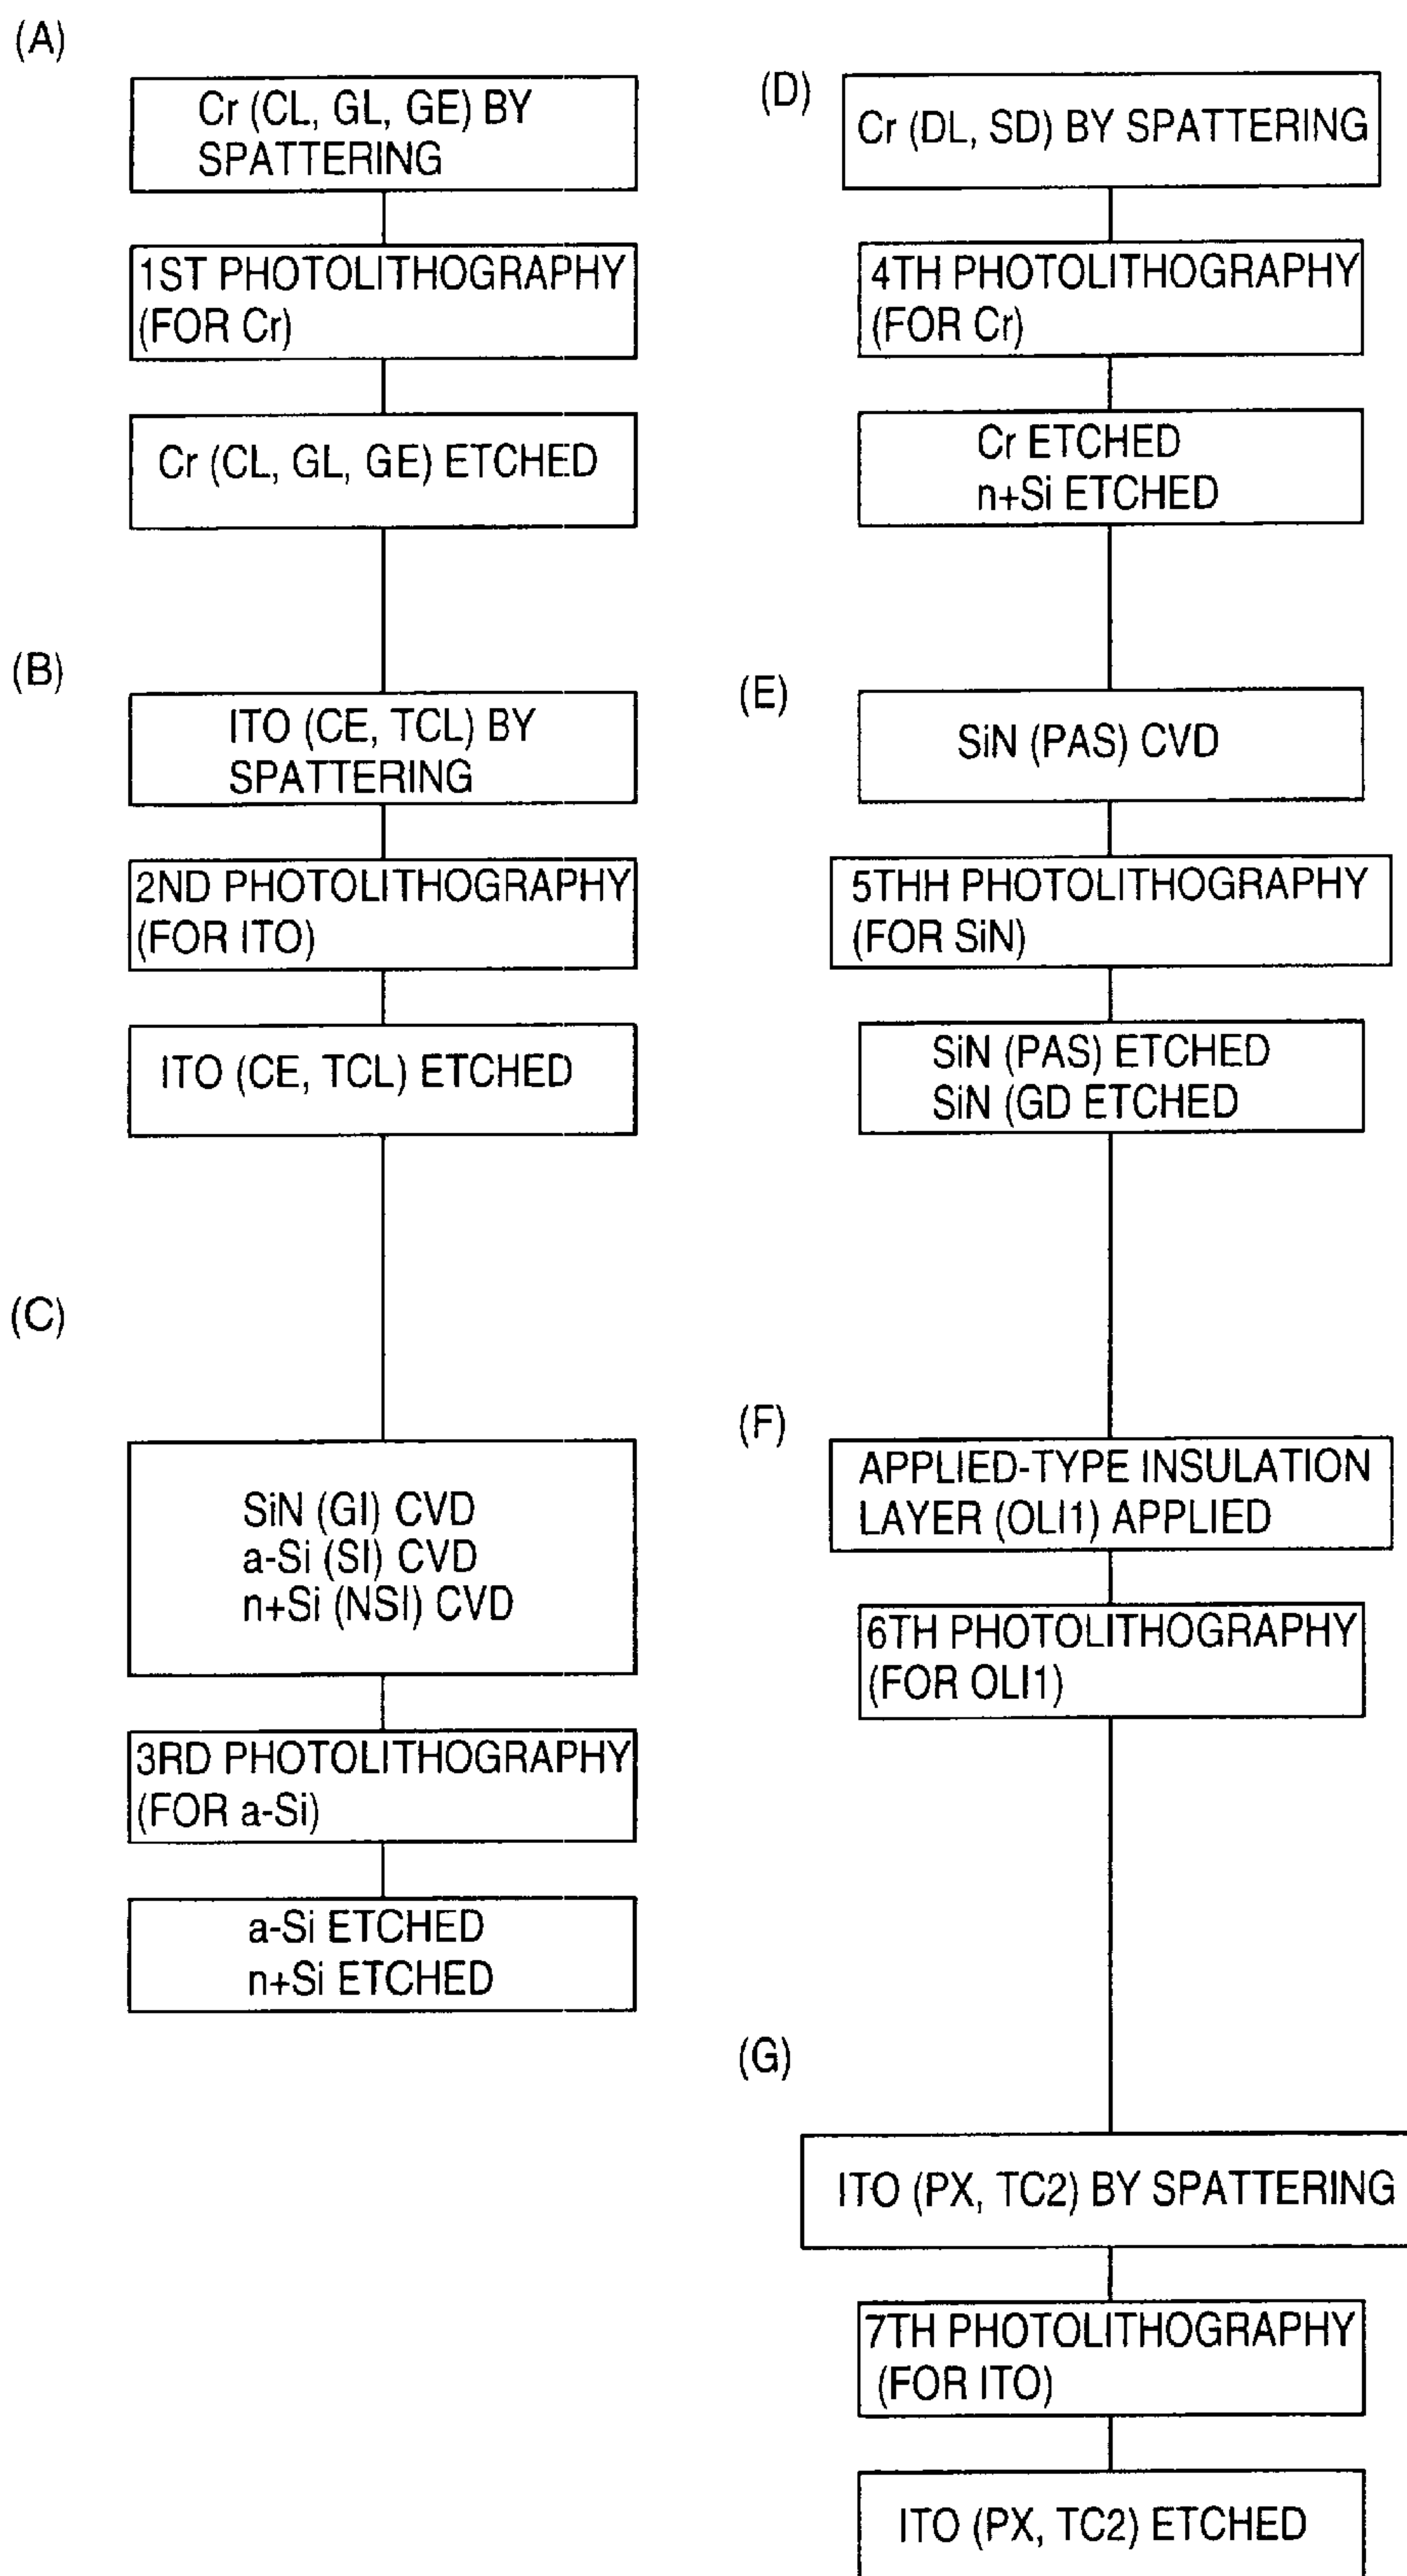 (A)
Cr (CL, GL, GE) BY
SPATTERING
1ST PHOTOLITHOGRAPHY
(FOR Cr)
Cr (CL, GL, GE) ETCHED
(B)
ITO (CE, TCL) BY
SPATTERING
2ND PHOTOLITHOGRAPHY
(FOR ITO)
ITO (CE, TCL) ETCHED
(C)
SiN (GI) CVD
a-Si (SI) CVD
n+Si (NSI) CVD
3RD PHOTOLITHOGRAPHY
(FOR a-Si)
a-Si ETCHED
n+Si ETCHED
(D)
Cr (DL, SD) BY SPATTERING
4TH PHOTOLITHOGRAPHY
(FOR Cr)
Cr ETCHED
n+Si ETCHED
(E)
SiN (PAS) CVD
5THH PHOTOLITHOGRAPHY
(FOR SiN)
SiN (PAS) ETCHED
SiN (GD ETCHED
(F)
APPLIED-TYPE INSULATION
LAYER (OLI1) APPLIED
6TH PHOTOLITHOGRAPHY
(FOR OLI1)
(G)
ITO (PX, TC2) BY SPATTERING
7TH PHOTOLITHOGRAPHY
(FOR ITO)
ITO (PX, TC2) ETCHED